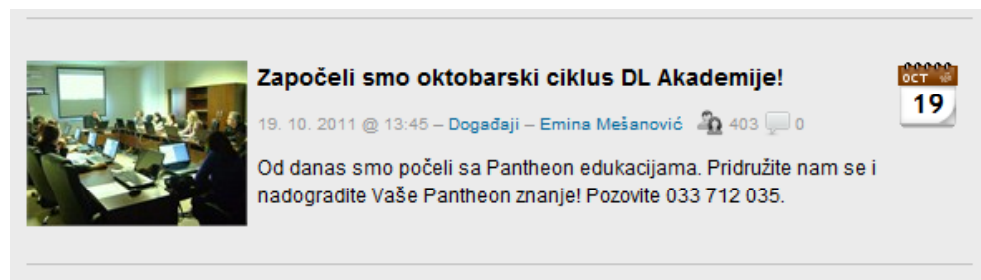 Započeli smo oktobarski ciklus DL Akademije!
OCT
19
19. 10. 2011 @ 13:45 – Događaji – Emina Mešanović 403 0
Od danas smo počeli sa Pantheon edukacijama. Pridružite nam se i
nadogradite Vaše Pantheon znanje! Pozovite 033 712 035.